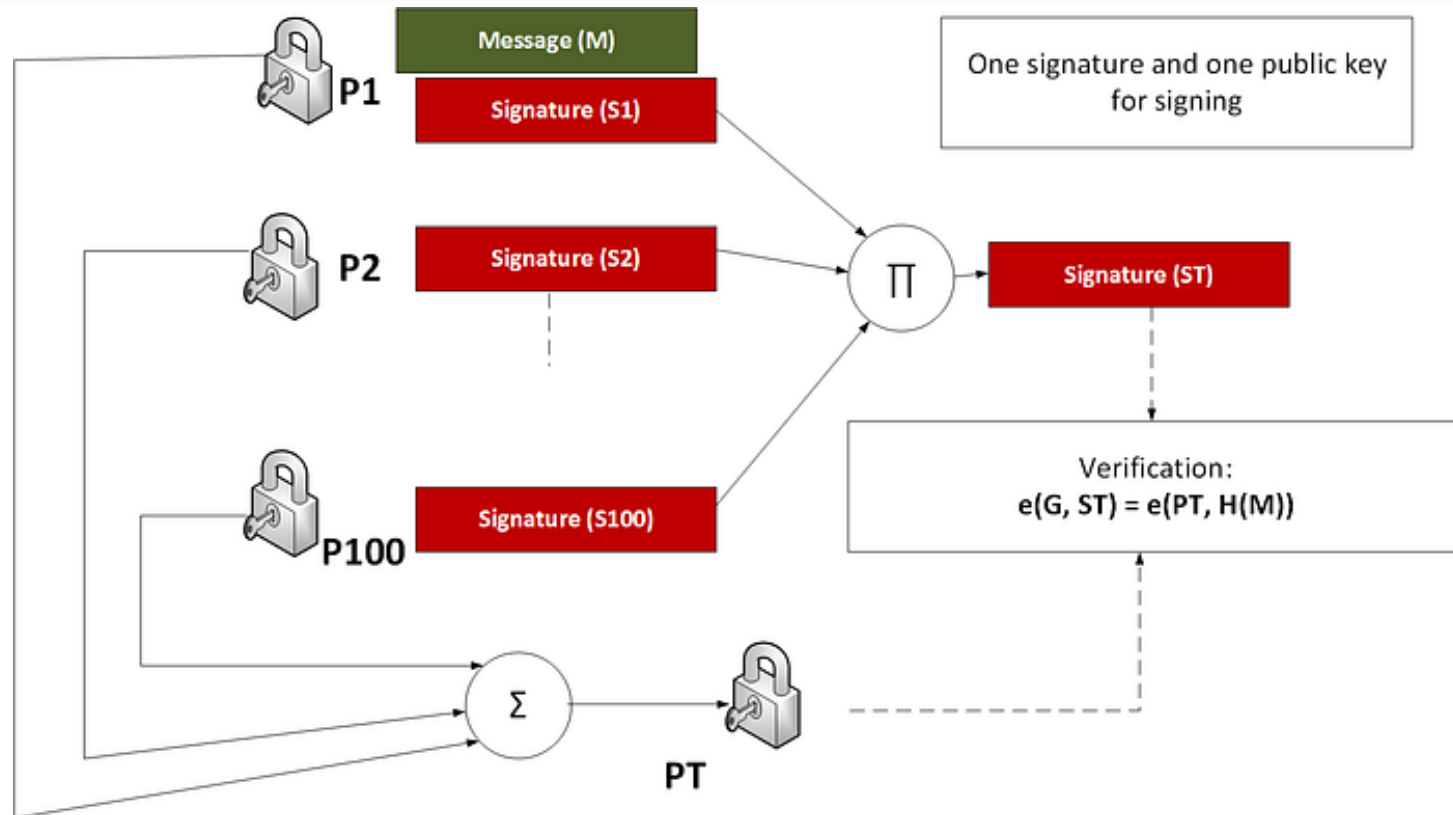 Message (M)
P1
Signature (S1)
One signature and one public key
for signing
P2
Signature (S2)
∏
Signature (ST)
P100
Signature (S100)
Verification:
e(G, ST) = e(PT, H(M))
Σ
PT